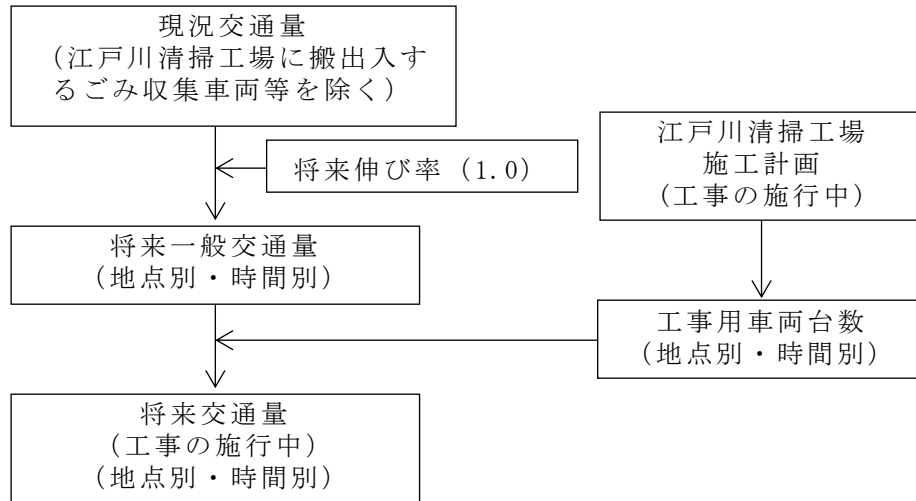 現況交通量
（江戸川清掃工場に搬出入す
るごみ収集車両等を除く）
将来伸び率（1.0）
江戸川清掃工場
施工計画
（工事の施行中）
将来一般交通量
（地点別・時間別）
工事用車両台数
（地点別・時間別）
将来交通量
（工事の施行中）
（地点別・時間別）